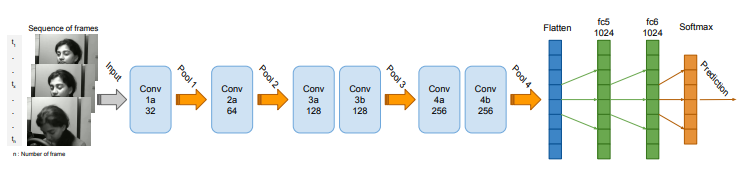 Sequence of frames
t1
tk
tn
n : Number of frame
Input
Conv
1a
32
Pool 1
Conv
2a
64
Pool 2
Conv
3a
128
Conv
3b
128
Pool 3
Conv
4a
256
Conv
4b
256
Pool 4
Flatten
fc5
1024
fc6
1024
Softmax
Prediction